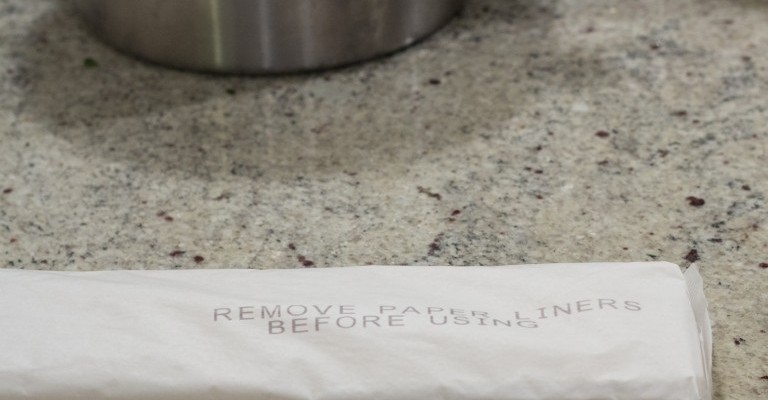 REMOVE PAPER LINERS
BEFORE USING